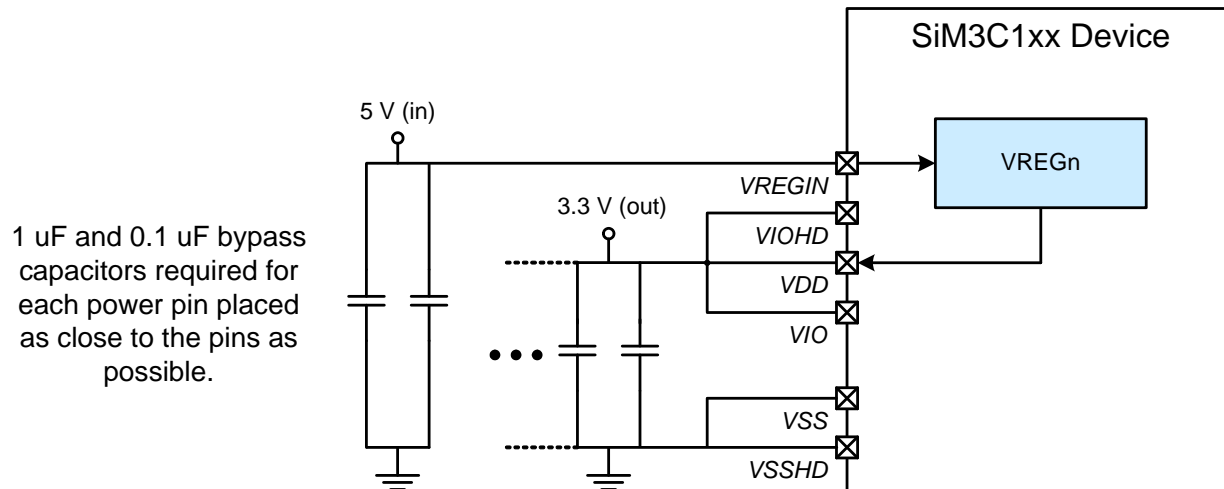 SiM3C1xx Device
5 V (in)
VREGn
VREGIN
3.3 V (out)
VIOHD
VDD
VIO
1 uF and 0.1 uF bypass
capacitors required for
each power pin placed
as close to the pins as
possible.
VSS
VSSHD